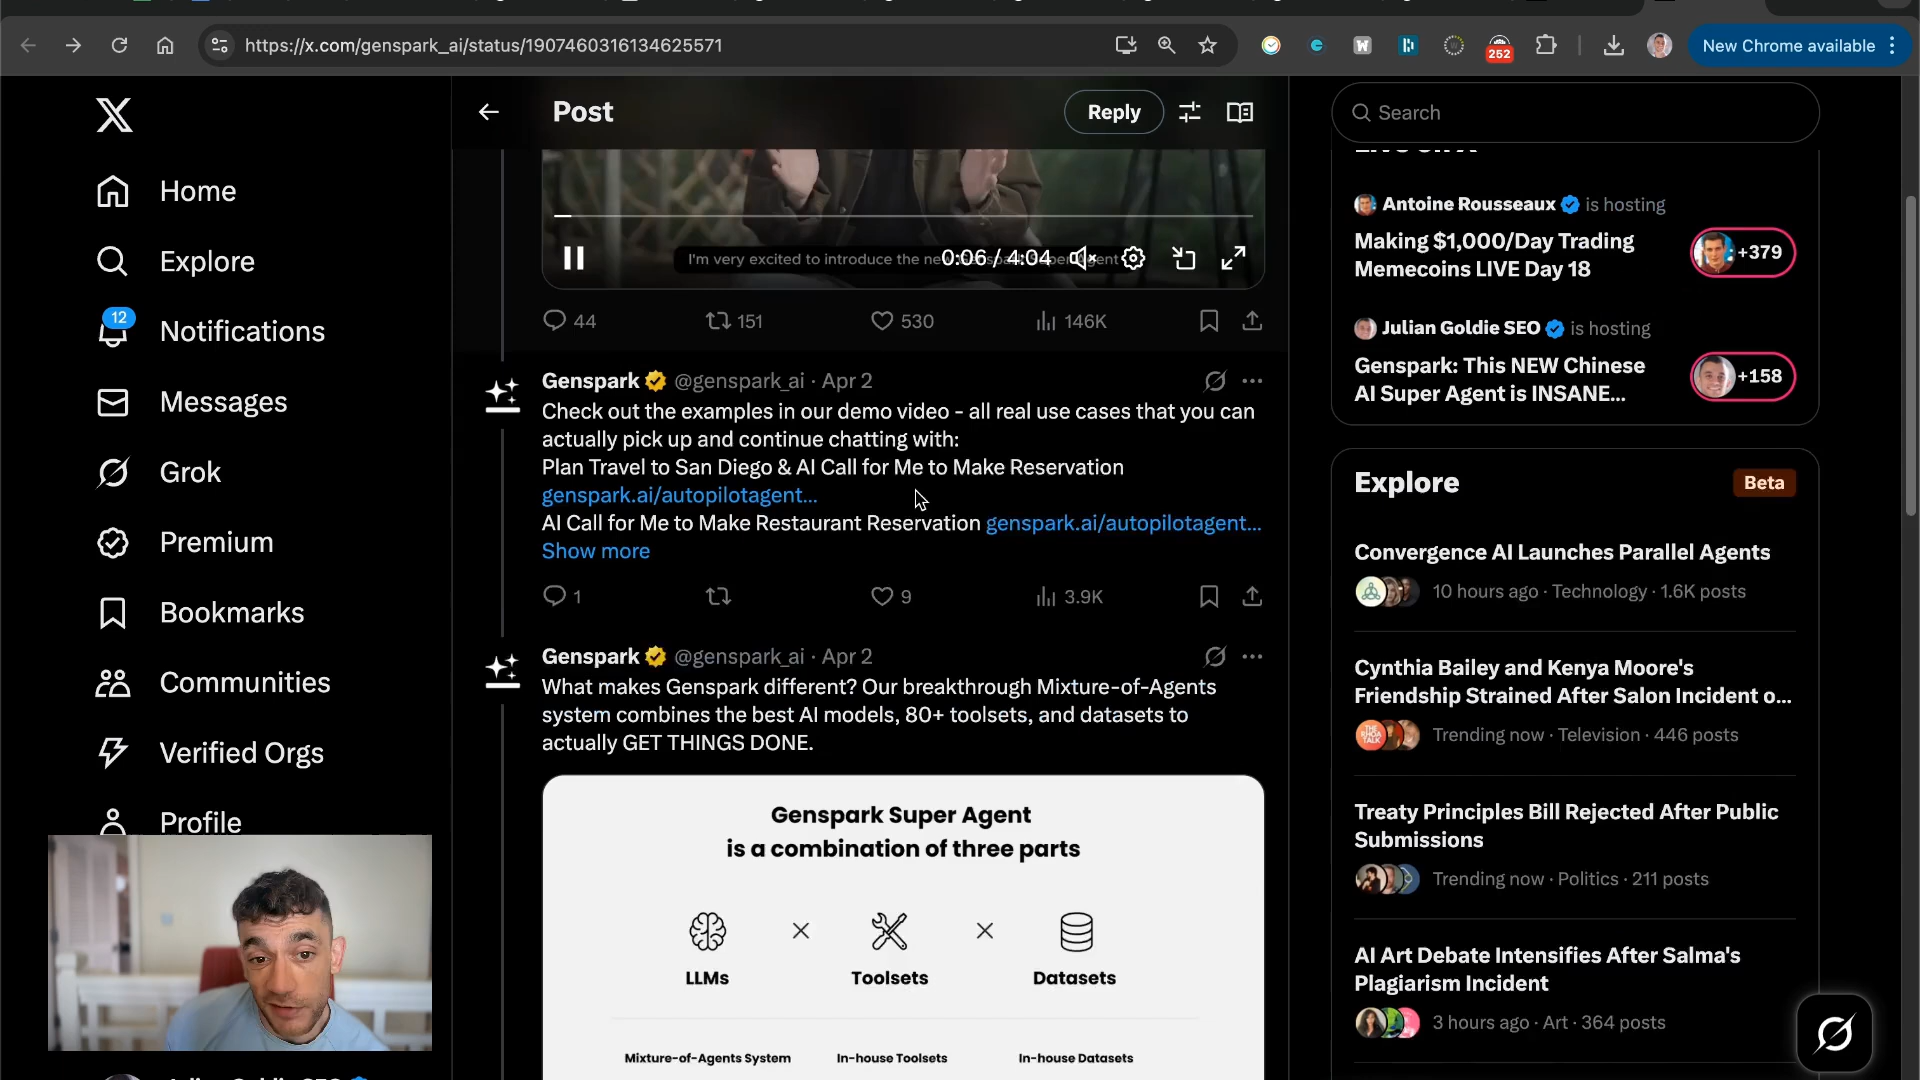 https://x.com/genspark_ai/status/1907460316134625571
252
New Chrome available
Home
Explore
12
Notifications
Messages
Grok
Premium
Bookmarks
Communities
Verified Orgs
Profile
Post
Reply
I'm very excited to introduce the
0:06 / 4:04
44
151
530
146K
Genspark @genspark_ai · Apr 2
Check out the examples in our demo video - all real use cases that you can
actually pick up and continue chatting with:
Plan Travel to San Diego & AI Call for Me to Make Reservation
genspark.ai/autopilotagent...
AI Call for Me to Make Restaurant Reservation genspark.ai/autopilotagent...
Show more
1
9
3.9K
Genspark @genspark_ai · Apr 2
What makes Genspark different? Our breakthrough Mixture-of-Agents
system combines the best AI models, 80+ toolsets, and datasets to
actually GET THINGS DONE.
Genspark Super Agent
is a combination of three parts
LLMs
Toolsets
Datasets
Mixture-of-Agents System
In-house Toolsets
In-house Datasets
Search
Antoine Rousseaux is hosting
Making $1,000/Day Trading
Memecoins LIVE Day 18
+379
Julian Goldie SEO is hosting
Genspark: This NEW Chinese
AI Super Agent is INSANE...
+158
Explore
Beta
Convergence AI Launches Parallel Agents
10 hours ago · Technology · 1.6K posts
Cynthia Bailey and Kenya Moore's
Friendship Strained After Salon Incident o...
Trending now · Television · 446 posts
Treaty Principles Bill Rejected After Public
Submissions
Trending now · Politics · 211 posts
AI Art Debate Intensifies After Salma's
Plagiarism Incident
3 hours ago · Art · 364 posts